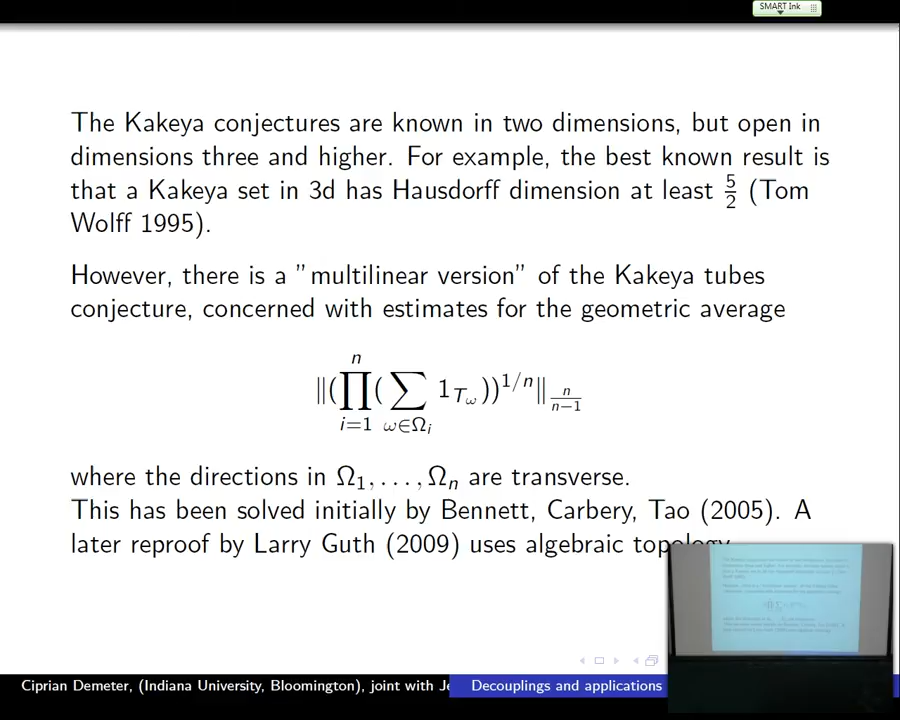 SMART Ink
The Kakeya conjectures are known in two dimensions, but open in
dimensions three and higher. For example, the best known result is
that a Kakeya set in 3d has Hausdorff dimension at least 5/2 (Tom
Wolff 1995).
However, there is a ”multilinear version” of the Kakeya tubes
conjecture, concerned with estimates for the geometric average
‖(∏_{i=1}^{n}(∑_{ω∈Ω_i} 1_{T_ω}))^{1/n}‖_{n/(n−1)}
where the directions in Ω₁, . . . , Ωₙ are transverse.
This has been solved initially by Bennett, Carbery, Tao (2005). A
later reproof by Larry Guth (2009) uses algebraic topology
Ciprian Demeter, (Indiana University, Bloomington), joint with Je
Decouplings and applications